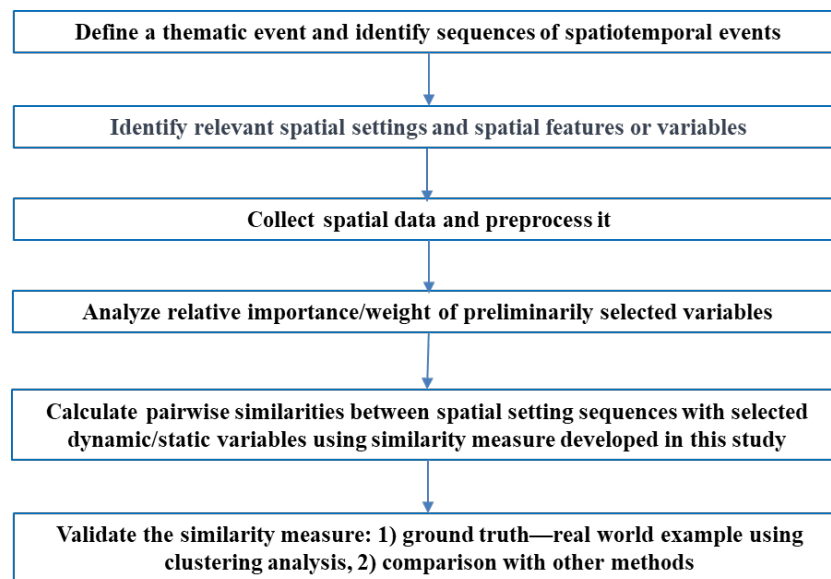 Define a thematic event and identify sequences of spatiotemporal events
Identify relevant spatial settings and spatial features or variables
Collect spatial data and preprocess it
Analyze relative importance/weight of preliminarily selected variables
Calculate pairwise similarities between spatial setting sequences with selected
dynamic/static variables using similarity measure developed in this study
Validate the similarity measure: 1) ground truth—real world example using
clustering analysis, 2) comparison with other methods